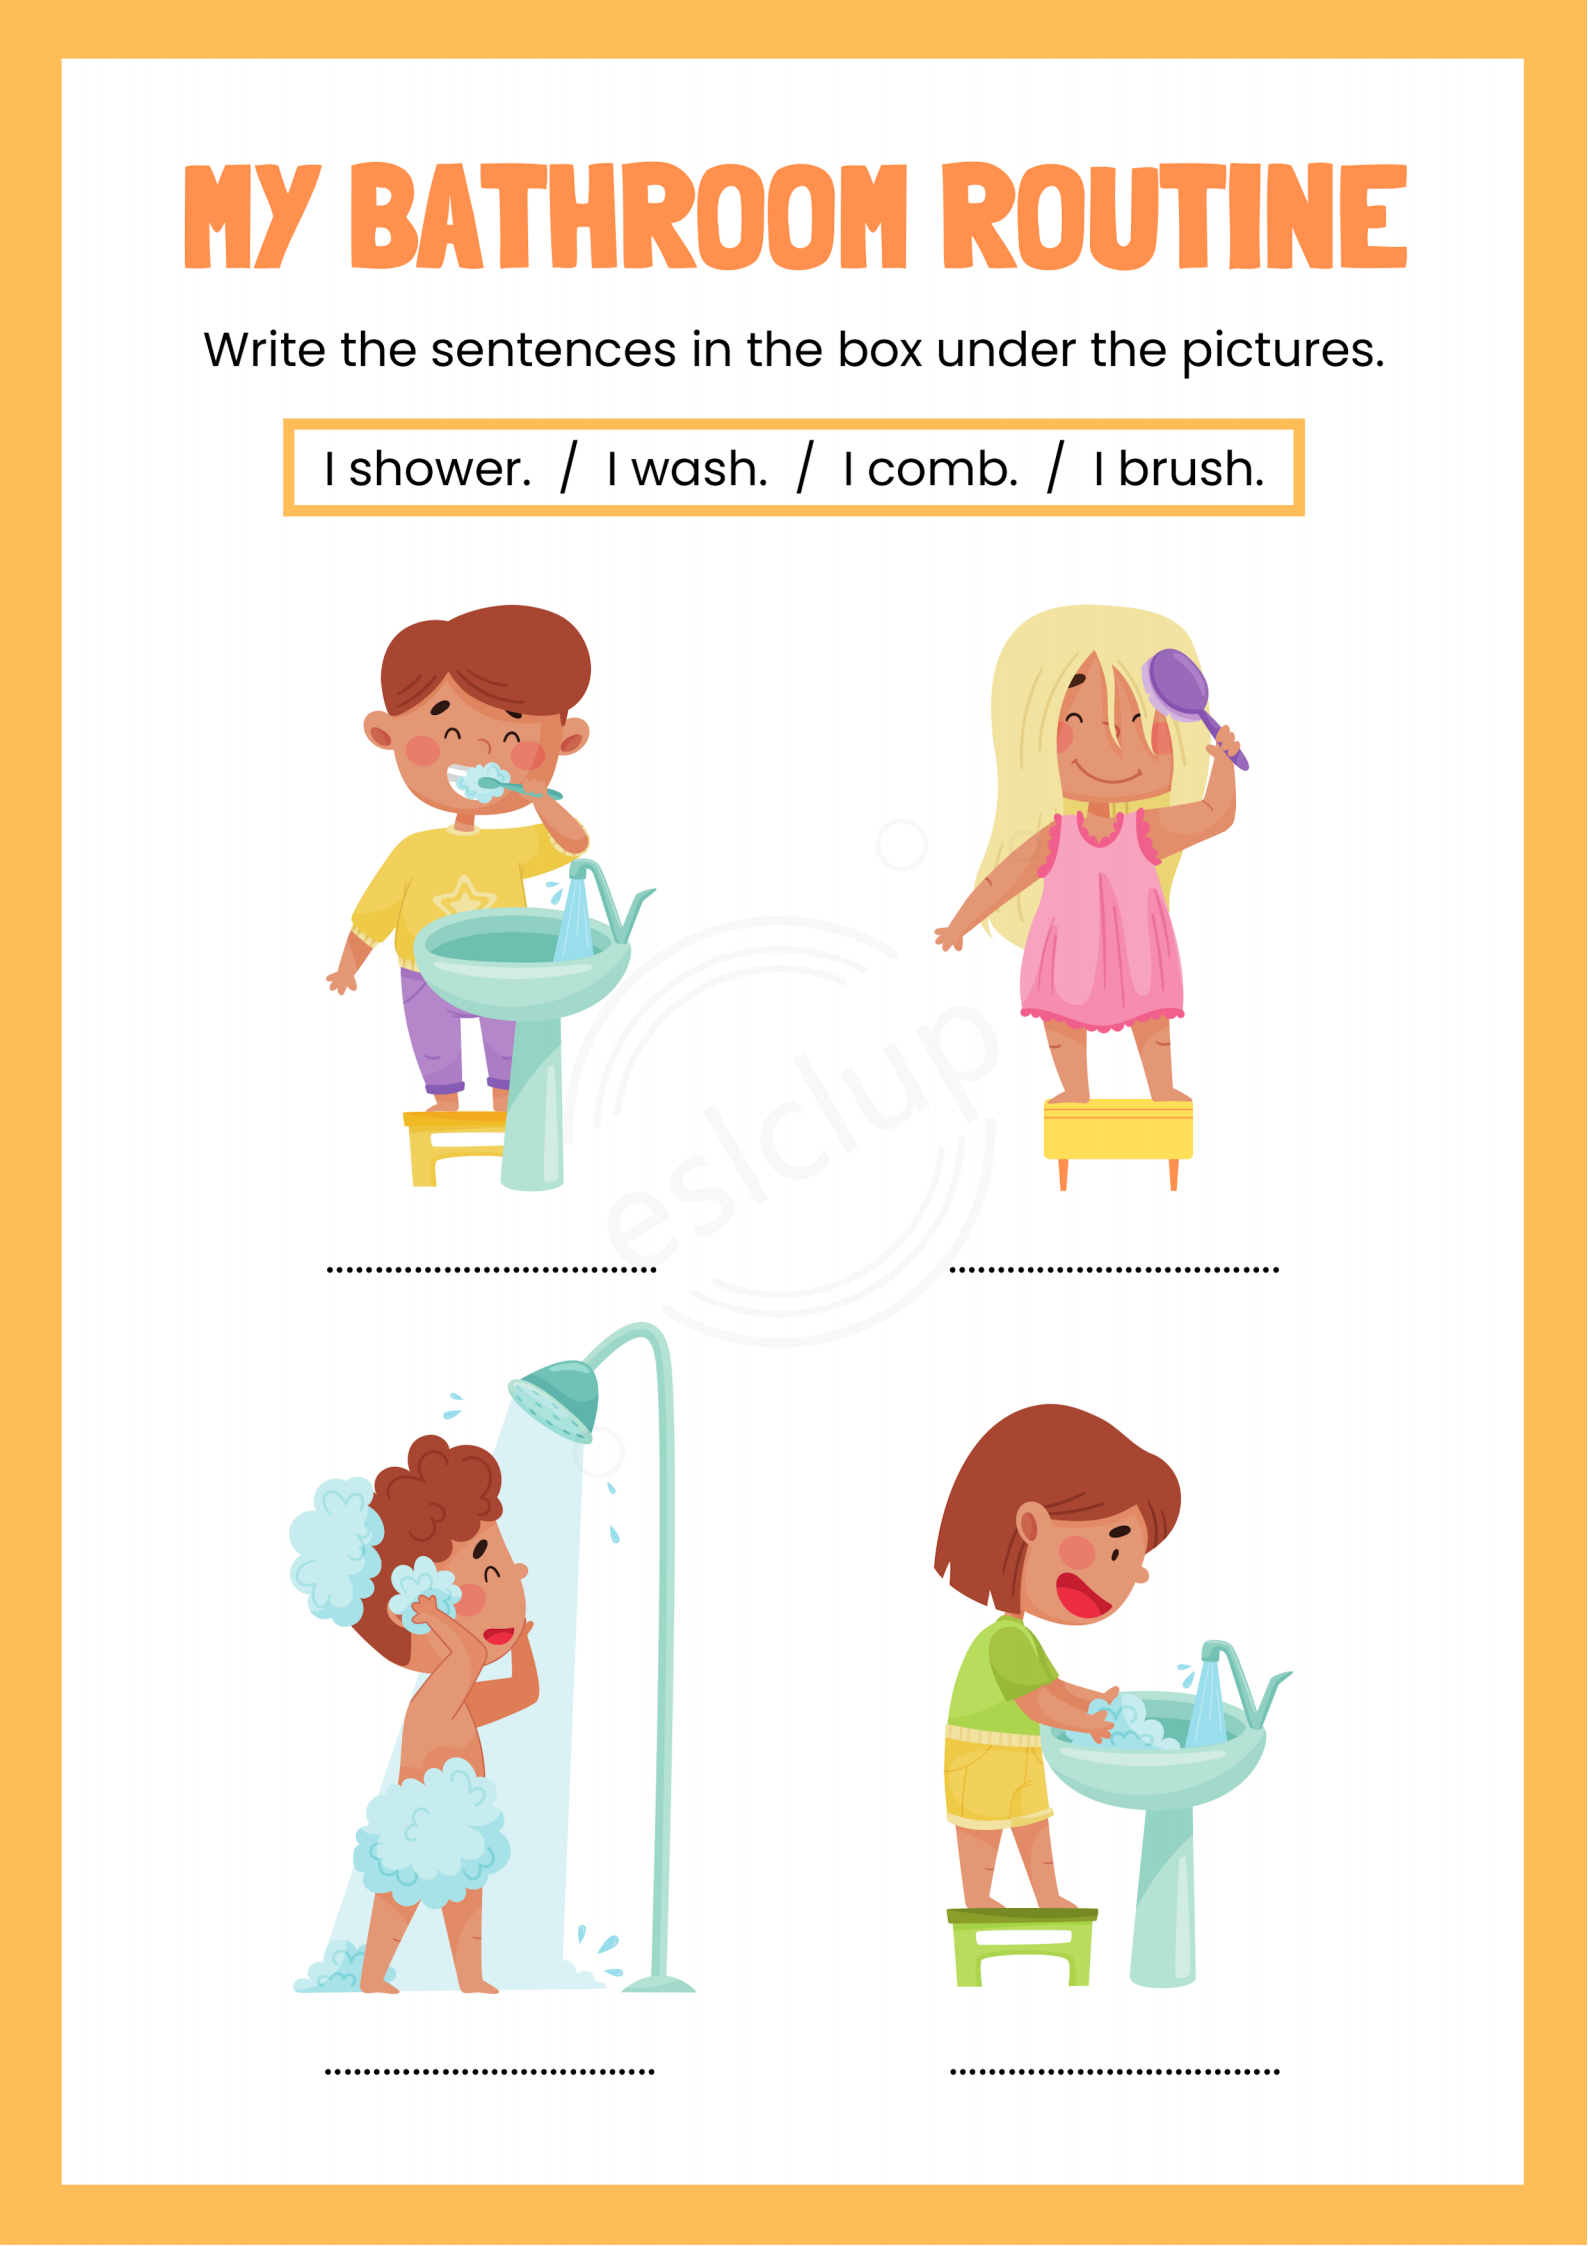 MY BATHROOM ROUTINE
Write the sentences in the box under the pictures.
I shower. / I wash. / I comb. / I brush.
eslclup